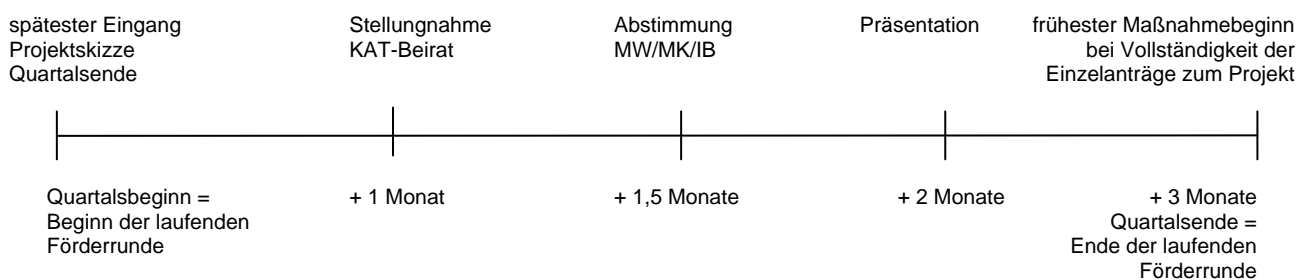 spätester Eingang
Projektskizze
Quartalsende
Stellungnahme
KAT-Beirat
Abstimmung
MW/MK/IB
Präsentation
frühester Maßnahmebeginn
bei Vollständigkeit der
Einzelanträge zum Projekt
Quartalsbeginn =
Beginn der laufenden
Förderrunde
+ 1 Monat
+ 1,5 Monate
+ 2 Monate
+ 3 Monate
Quartalsende =
Ende der laufenden
Förderrunde